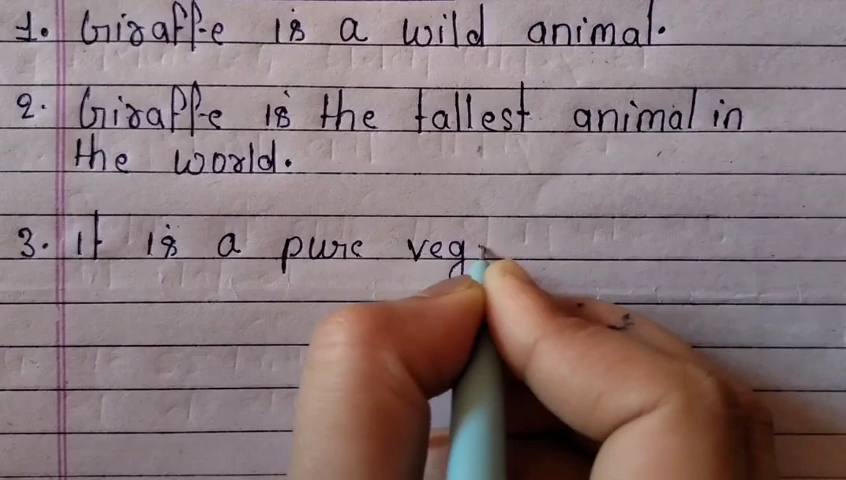 1. Giraffe is a wild animal.
2. Giraffe is the tallest animal in
the world.
3. It is a pure veg